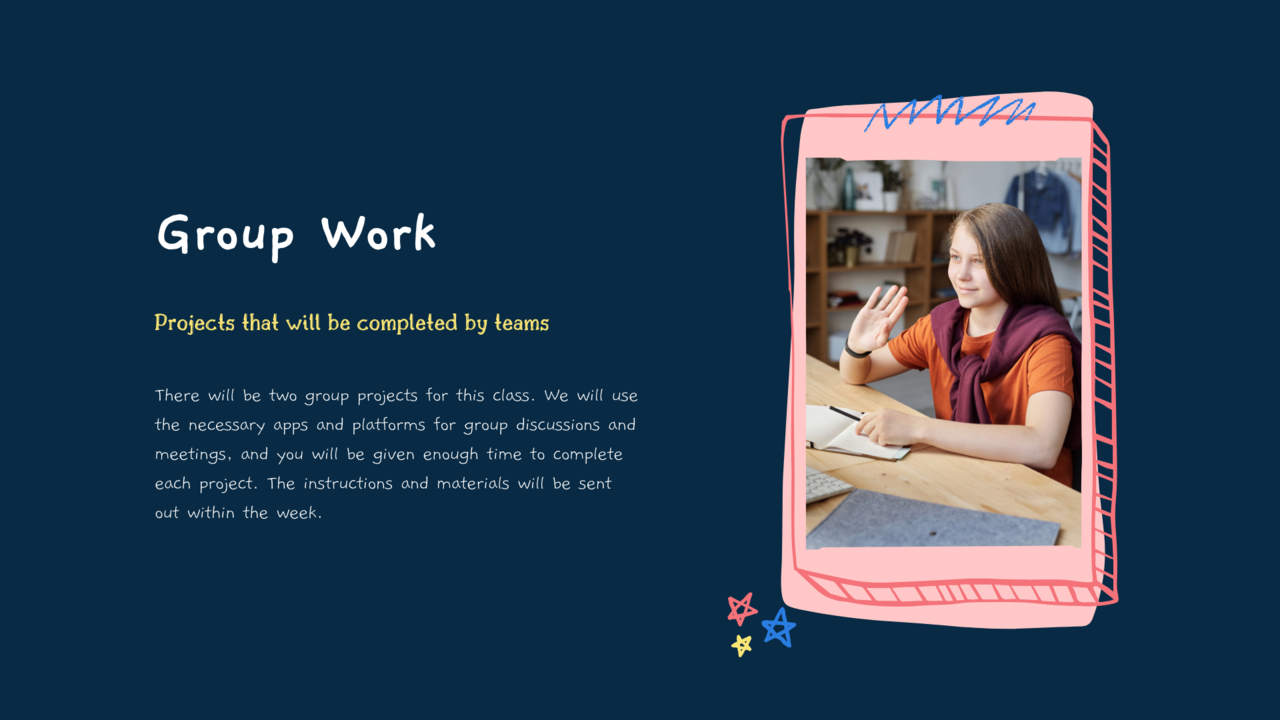 Group Work
Projects that will be completed by teams
There will be two group projects for this class. We will use
the necessary apps and platforms for group discussions and
meetings, and you will be given enough time to complete
each project. The instructions and materials will be sent
out within the week.